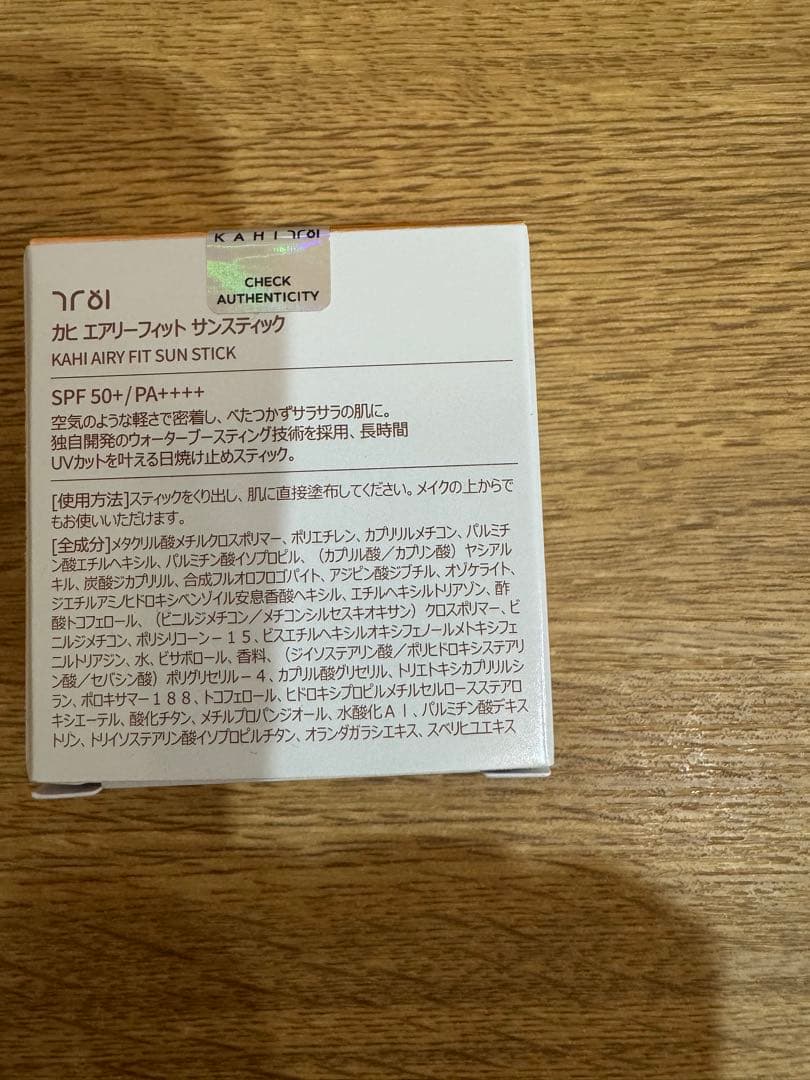 KAHI 가히
CHECK
AUTHENTICITY
가히
カヒ エアリーフィット サンスティック
KAHI AIRY FIT SUN STICK
SPF 50+/PA++++
空気のような軽さで密着し、べたつかずサラサラの肌に。
独自開発のウォーターブースティング技術を採用、長時間
UVカットを叶える日焼け止めスティック。
[使用方法]スティックをくり出し、肌に直接塗布してください。メイクの上からで
もお使いいただけます。
[全成分]メタクリル酸メチルクロスポリマー、ポリエチレン、カプリリルメチコン、パルミチ
ン酸エチルヘキシル、パルミチン酸イソプロピル、（カプリル酸／カプリン酸）ヤシアル
キル、炭酸ジカプリリル、合成フルオロフロゴパイト、アジピン酸ジブチル、オゾケライト、
ジエチルアミノヒドロキシベンゾイル安息香酸ヘキシル、エチルヘキシルトリアゾン、酢
酸トコフェロール、（ビニルジメチコン／メチコンシルセスキオキサン）クロスポリマー、ビ
ニルジメチコン、ポリシリコーン－１５、ビスエチルヘキシルオキシフェノールメトキシフェ
ニルトリアジン、水、ビサボロール、香料、（ジイソステアリン酸／ポリヒドロキシステアリ
ン酸／セバシン酸）ポリグリセリル－４、カプリル酸グリセリル、トリエトキシカプリリルシ
ラン、ポロキサマー１８８、トコフェロール、ヒドロキシプロピルメチルセルロースステアロ
キシエーテル、酸化チタン、メチルプロパンジオール、水酸化Ａｌ、パルミチン酸デキス
トリン、トリイソステアリン酸イソプロピルチタン、オランダガラシエキス、スベリヒユエキス